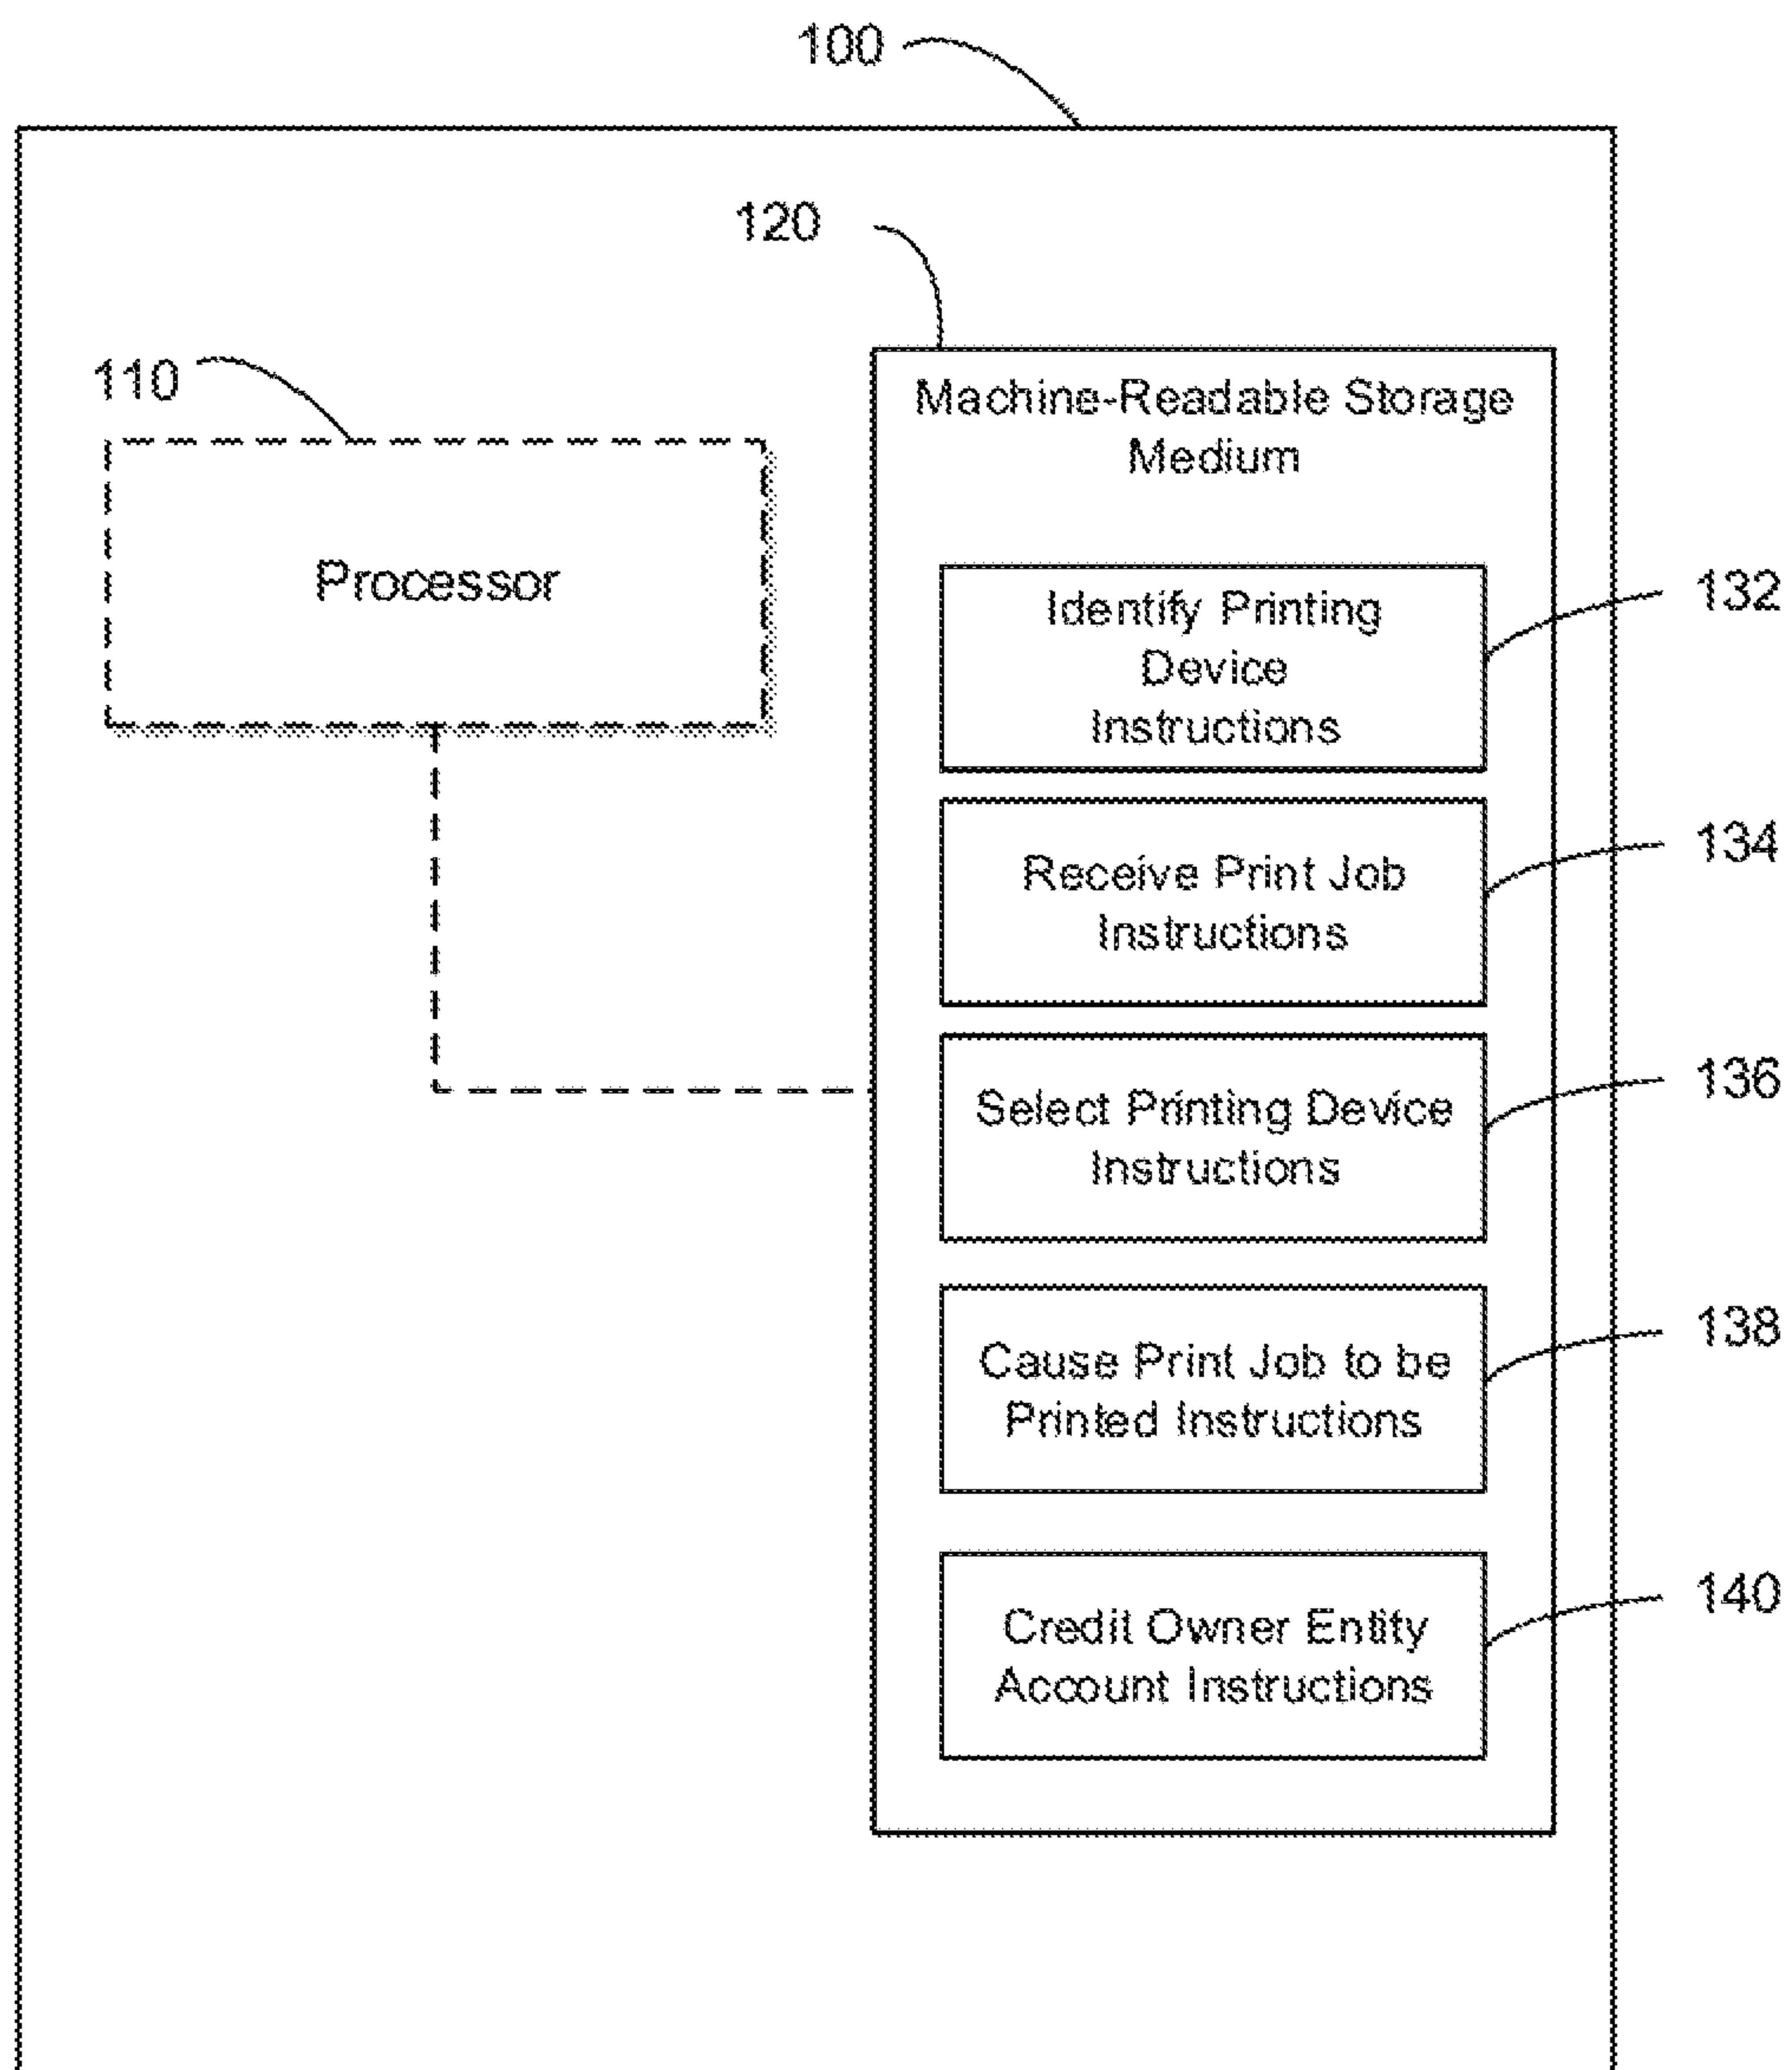 100
120
110
Machine-Readable Storage
Medium
Processor
Identify Printing
Device
Instructions
132
Receive Print Job
Instructions
134
Select Printing Device
Instructions
136
Cause Print Job to be
Printed Instructions
138
Credit Owner Entity
Account Instructions
140